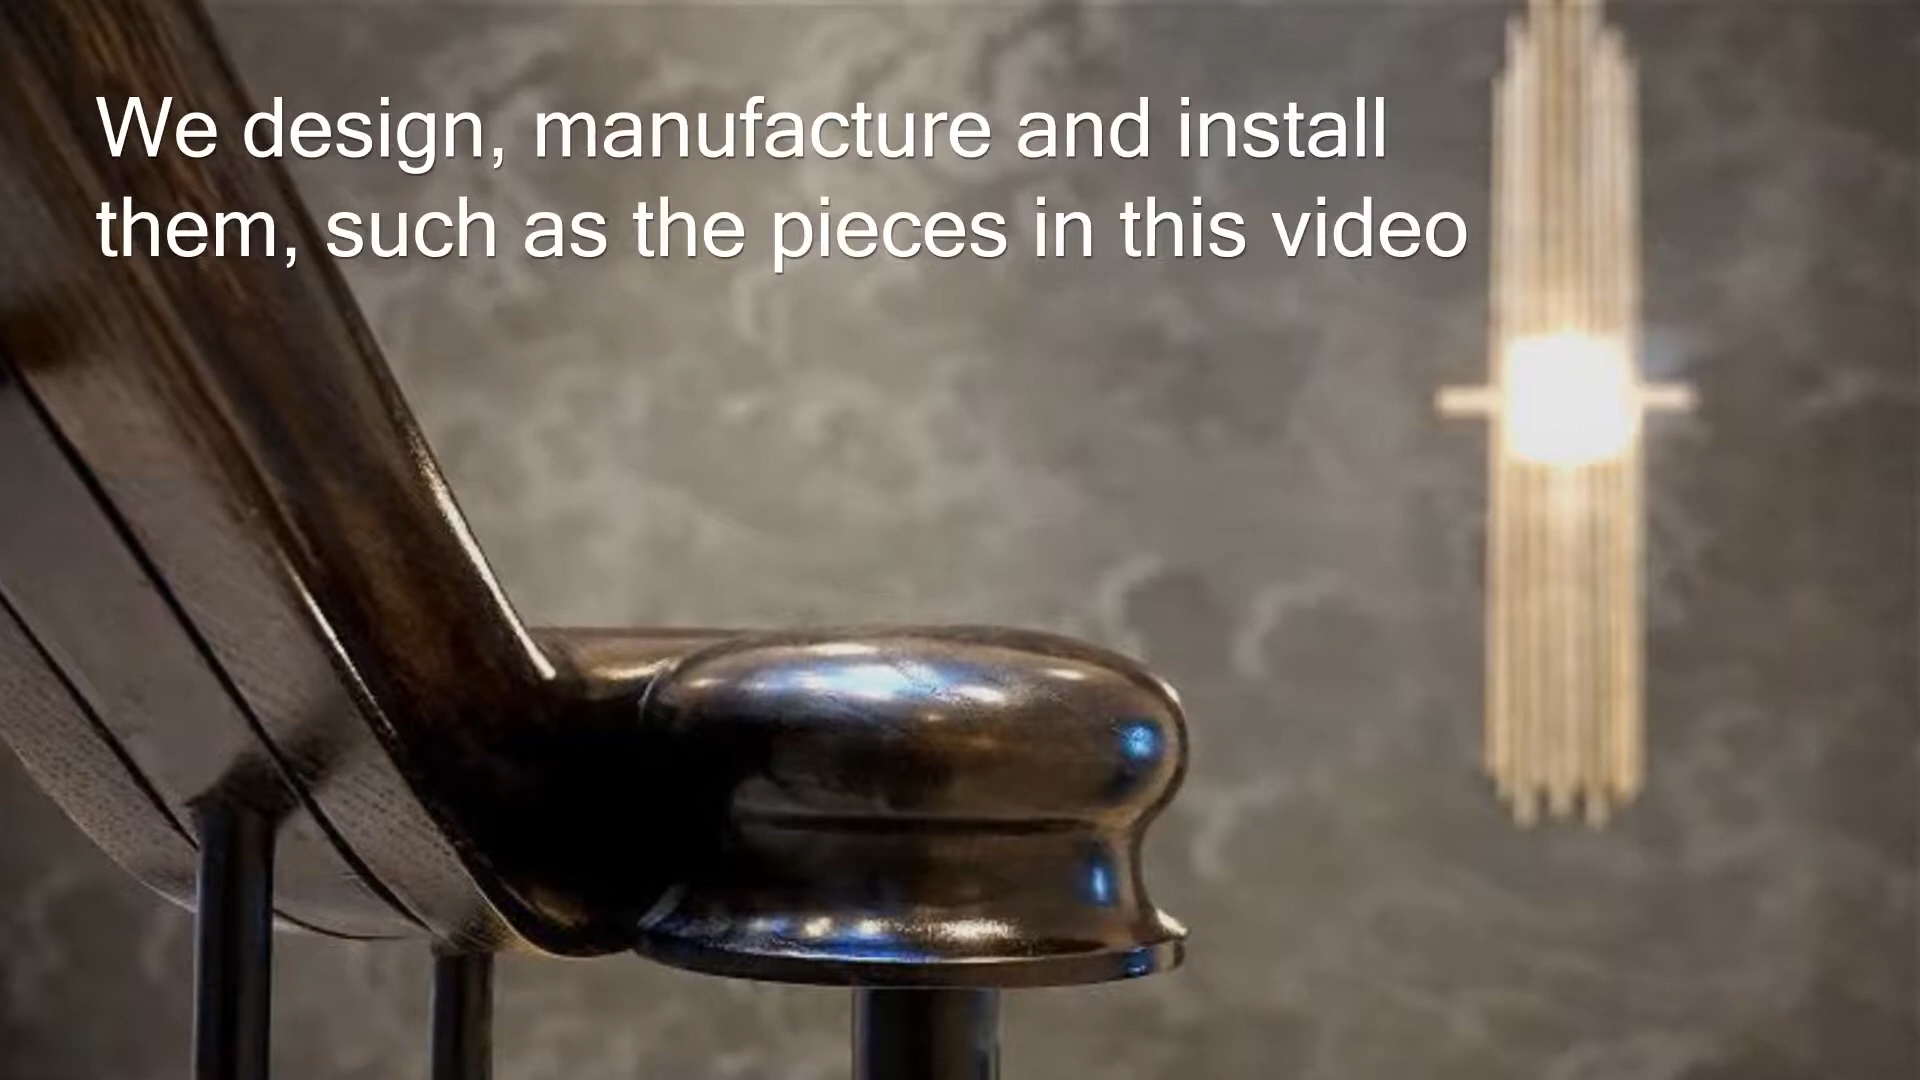 We design, manufacture and install
them, such as the pieces in this video